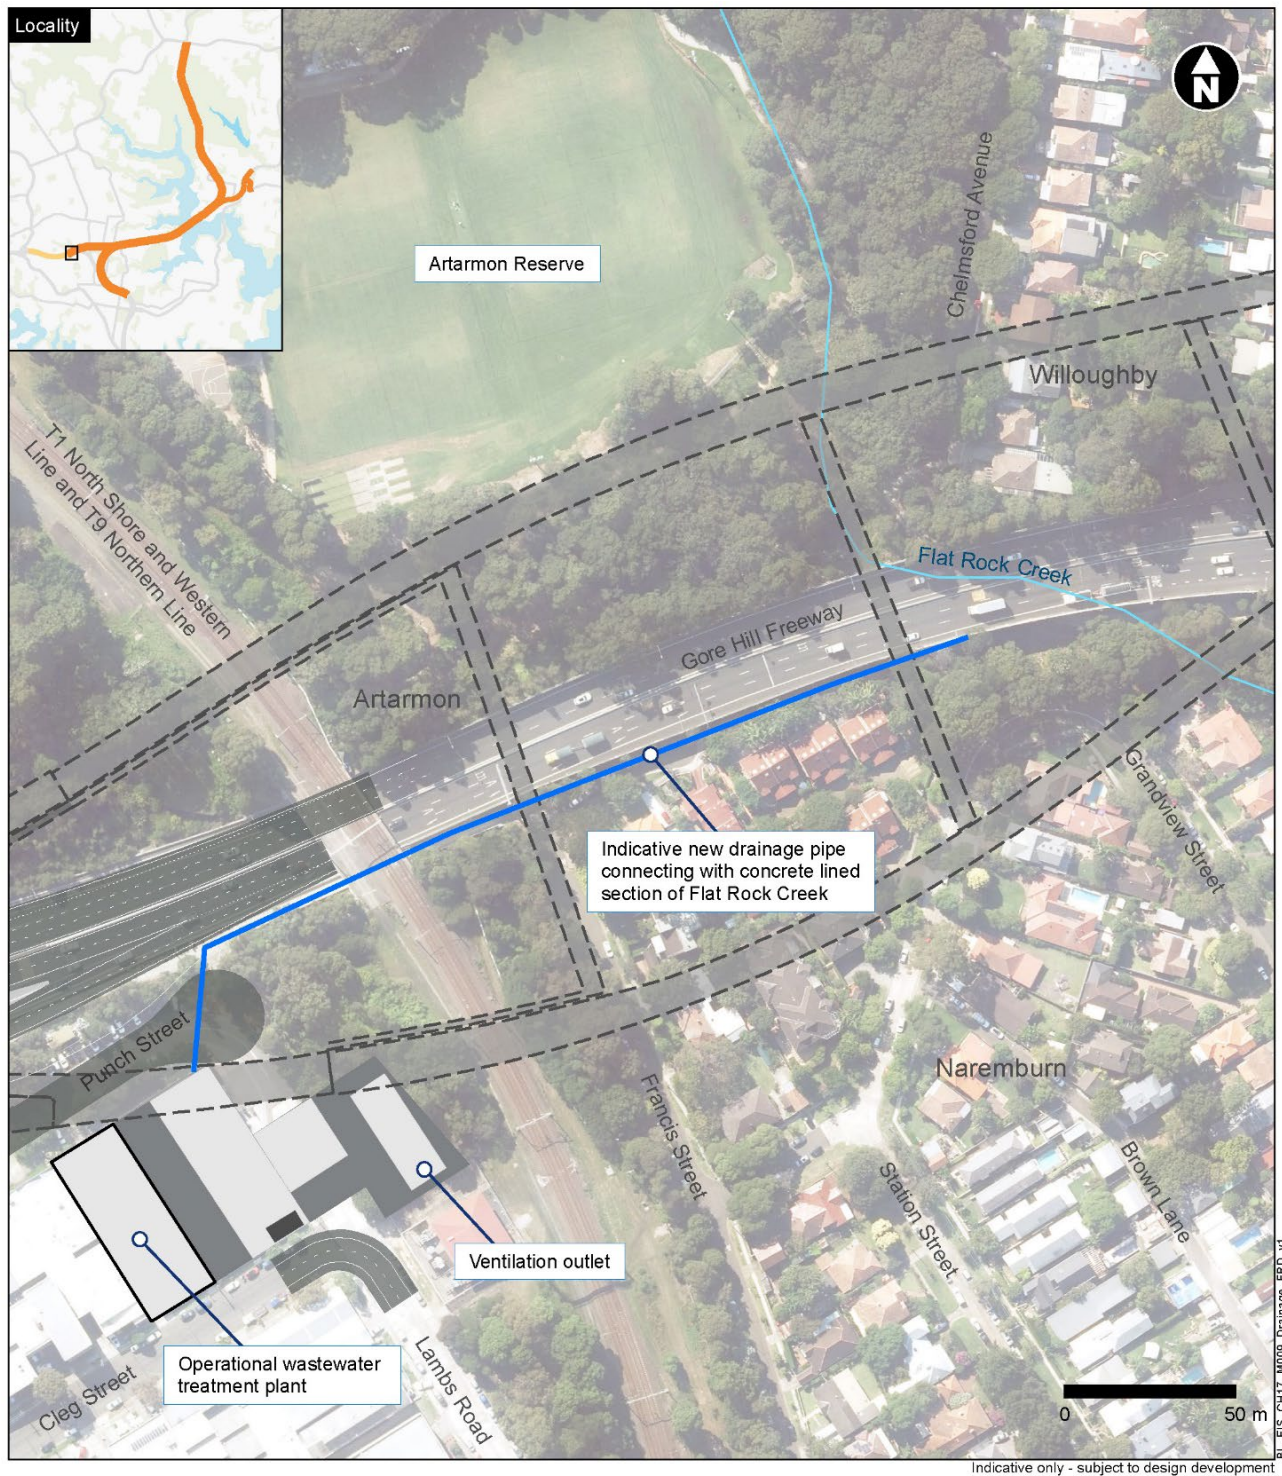 Locality
N
Artarmon Reserve
Chelmsford Avenue
Willoughby
T1 North Shore and Western
Line and T9 Northern Line
Flat Rock Creek
Gore Hill Freeway
Artarmon
Grandview Street
Indicative new drainage pipe
connecting with concrete lined
section of Flat Rock Creek
Punch Street
Naremburn
Francis Street
Station Street
Brown Lane
Ventilation outlet
Operational wastewater
treatment plant
Cleg Street
Lambs Road
0 50 m
BL_EIS_CH17_M009_Drainage_FRD_v1
Indicative only - subject to design development